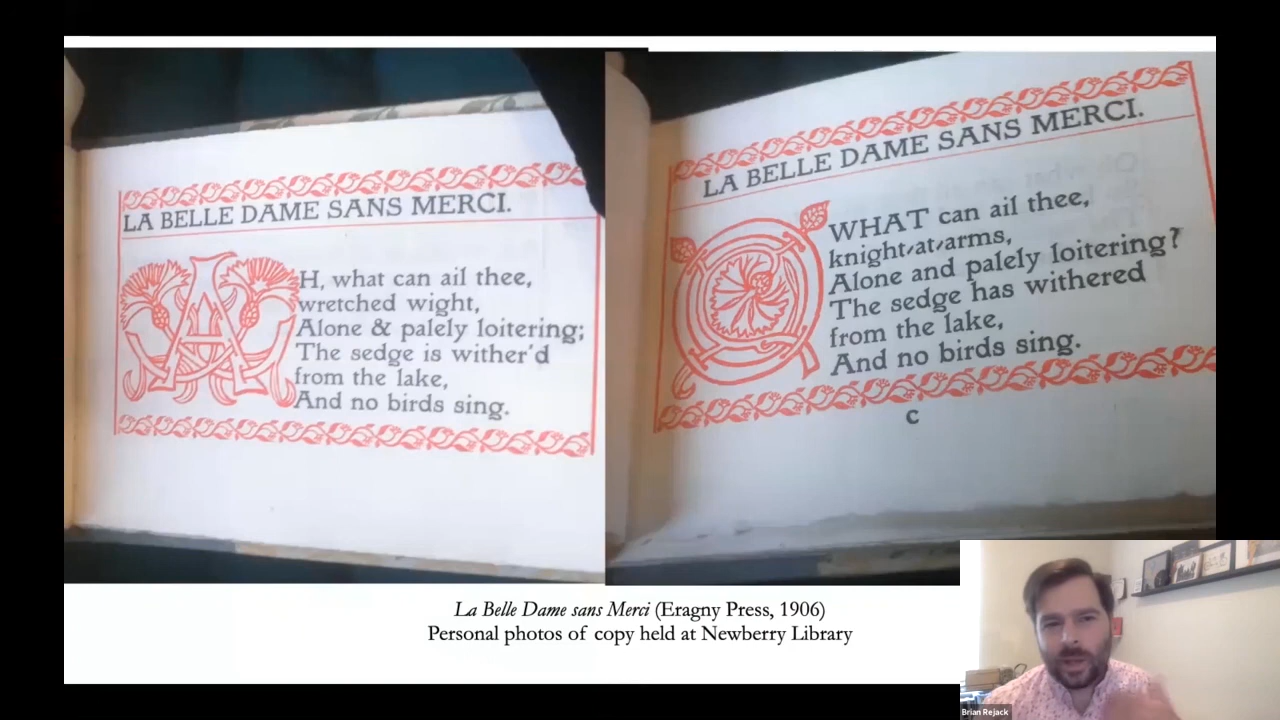 LA BELLE DAME SANS MERCI.
AH, what can ail thee,
wretched wight,
Alone & palely loitering;
The sedge is wither'd
from the lake,
And no birds sing.
LA BELLE DAME SANS MERCI.
O WHAT can ail thee,
knight-at-arms,
Alone and palely loitering?
The sedge has withered
from the lake,
And no birds sing.
c
La Belle Dame sans Merci (Eragny Press, 1906)
Personal photos of copy held at Newberry Library
Brian Rejack